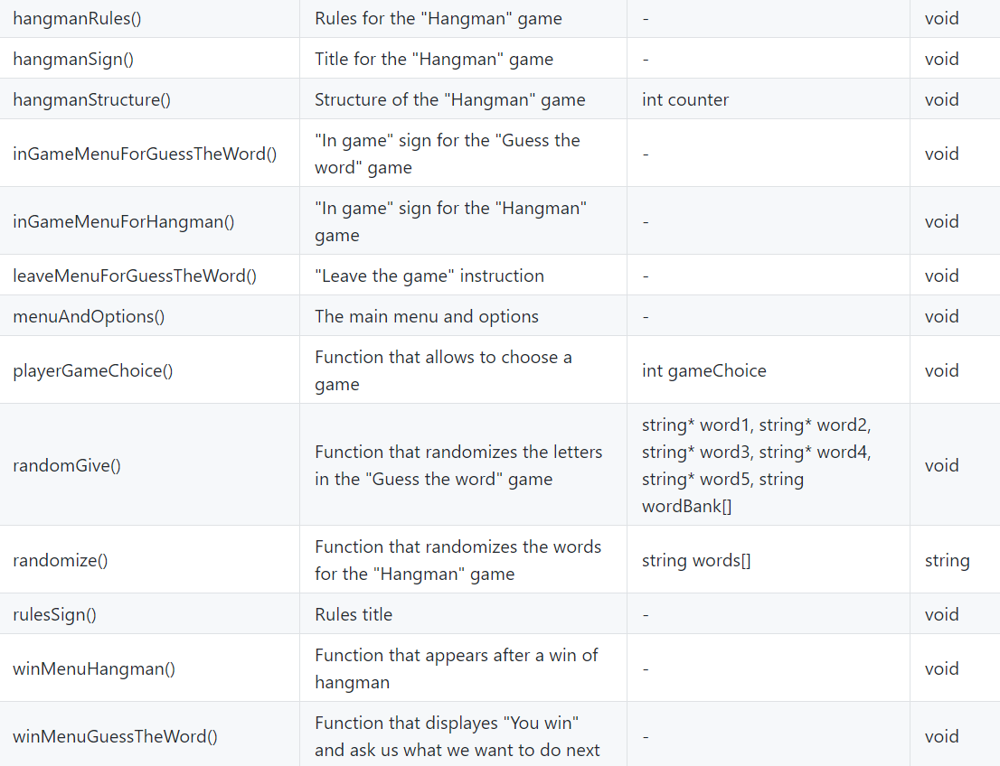 hangmanRules() Rules for the "Hangman" game - void
hangmanSign() Title for the "Hangman" game - void
hangmanStructure() Structure of the "Hangman" game int counter void
inGameMenuForGuessTheWord() "In game" sign for the "Guess the
word" game - void
inGameMenuForHangman() "In game" sign for the "Hangman"
game - void
leaveMenuForGuessTheWord() "Leave the game" instruction - void
menuAndOptions() The main menu and options - void
playerGameChoice() Function that allows to choose a
game int gameChoice void
randomGive() Function that randomizes the letters
in the "Guess the word" game string* word1, string* word2,
string* word3, string* word4,
string* word5, string
wordBank[] void
randomize() Function that randomizes the words
for the "Hangman" game string words[] string
rulesSign() Rules title - void
winMenuHangman() Function that appears after a win of
hangman - void
winMenuGuessTheWord() Function that displayes "You win"
and ask us what we want to do next - void